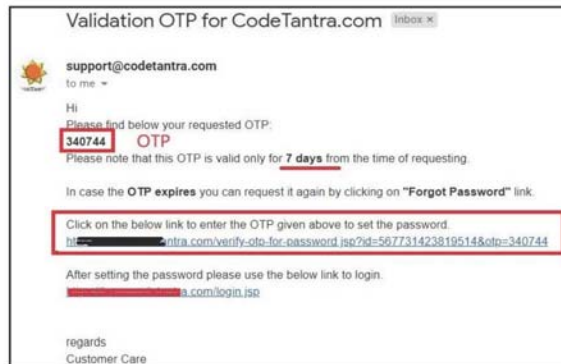 Validation OTP for CodeTantra.com Inbox ×
support@codetantra.com
to me
Hi
Please find below your requested OTP:
340744 OTP
Please note that this OTP is valid only for 7 days from the time of requesting.
In case the OTP expires you can request it again by clicking on "Forgot Password" link.
Click on the below link to enter the OTP given above to set the password.
ht antra.com/verify-otp-for-password.jsp?id=567731423819514&otp=340744
After setting the password please use the below link to login.
a.com/login.jsp
regards
Customer Care